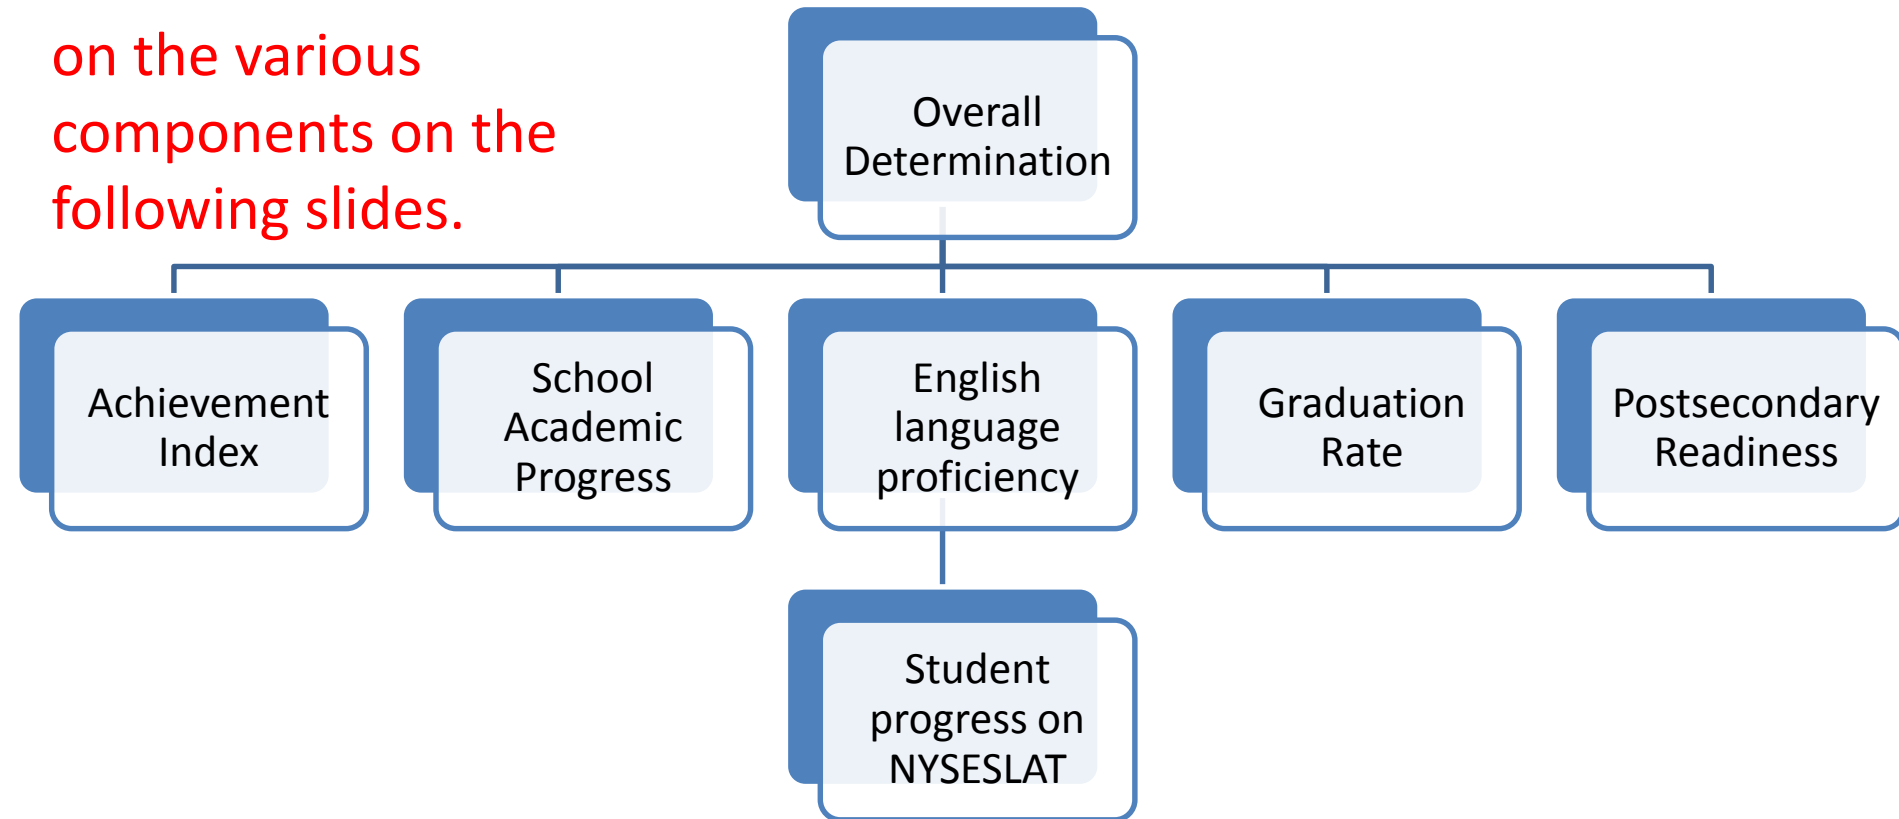 on the various
components on the
following slides.
Overall
Determination
Achievement
Index
School
Academic
Progress
English
language
proficiency
Graduation
Rate
Postsecondary
Readiness
Student
progress on
NYSESLAT